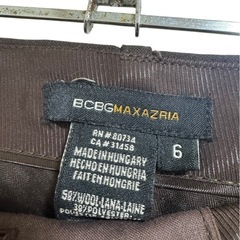 BCBGMAXAZRIA
RN# 80734
CA# 31458
MADE IN HUNGARY
HECHO EN HUNGRIA
FAIT EN HONGRIE
6
58% WOOL-LANA-LAINE
POLYESTER